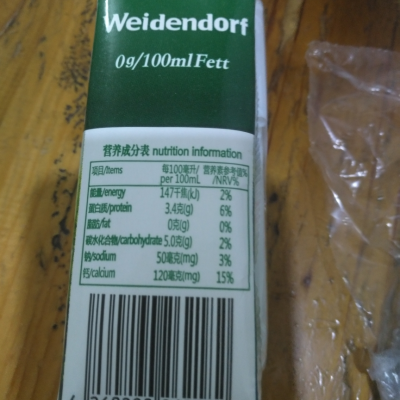 Weidendorf
0g/100ml Fett
营养成分表 nutrition information
项目/Items 每100毫升/per 100mL 营养素参考值%/NRV%
能量/energy 147千焦(kJ) 2%
蛋白质/protein 3.4克(g) 6%
脂肪/fat 0克(g) 0%
碳水化合物/carbohydrate 5.0克(g) 2%
钠/sodium 50毫克(mg) 3%
钙/calcium 120毫克(mg) 15%